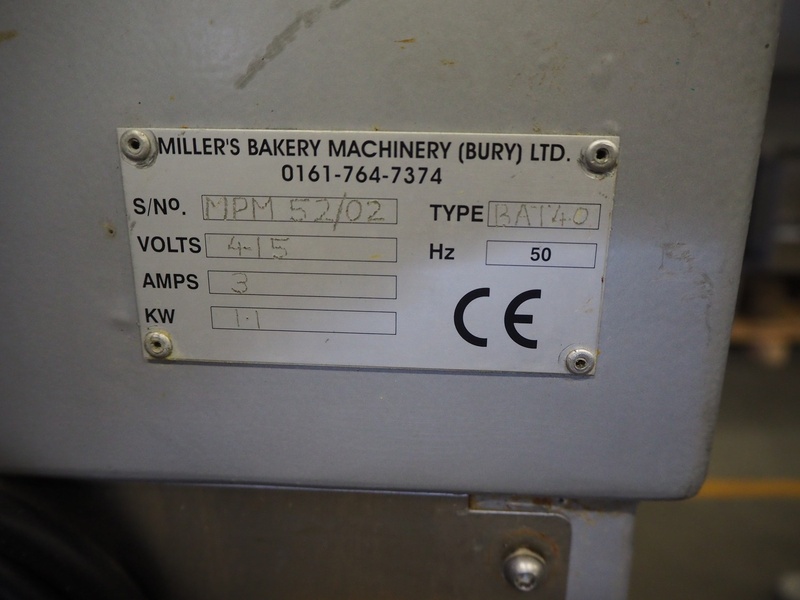 MILLER'S BAKERY MACHINERY (BURY) LTD.
0161-764-7374
S/No. MPM 52/02 TYPE BAT40
VOLTS 415 Hz 50
AMPS 3
KW 1.1
CE